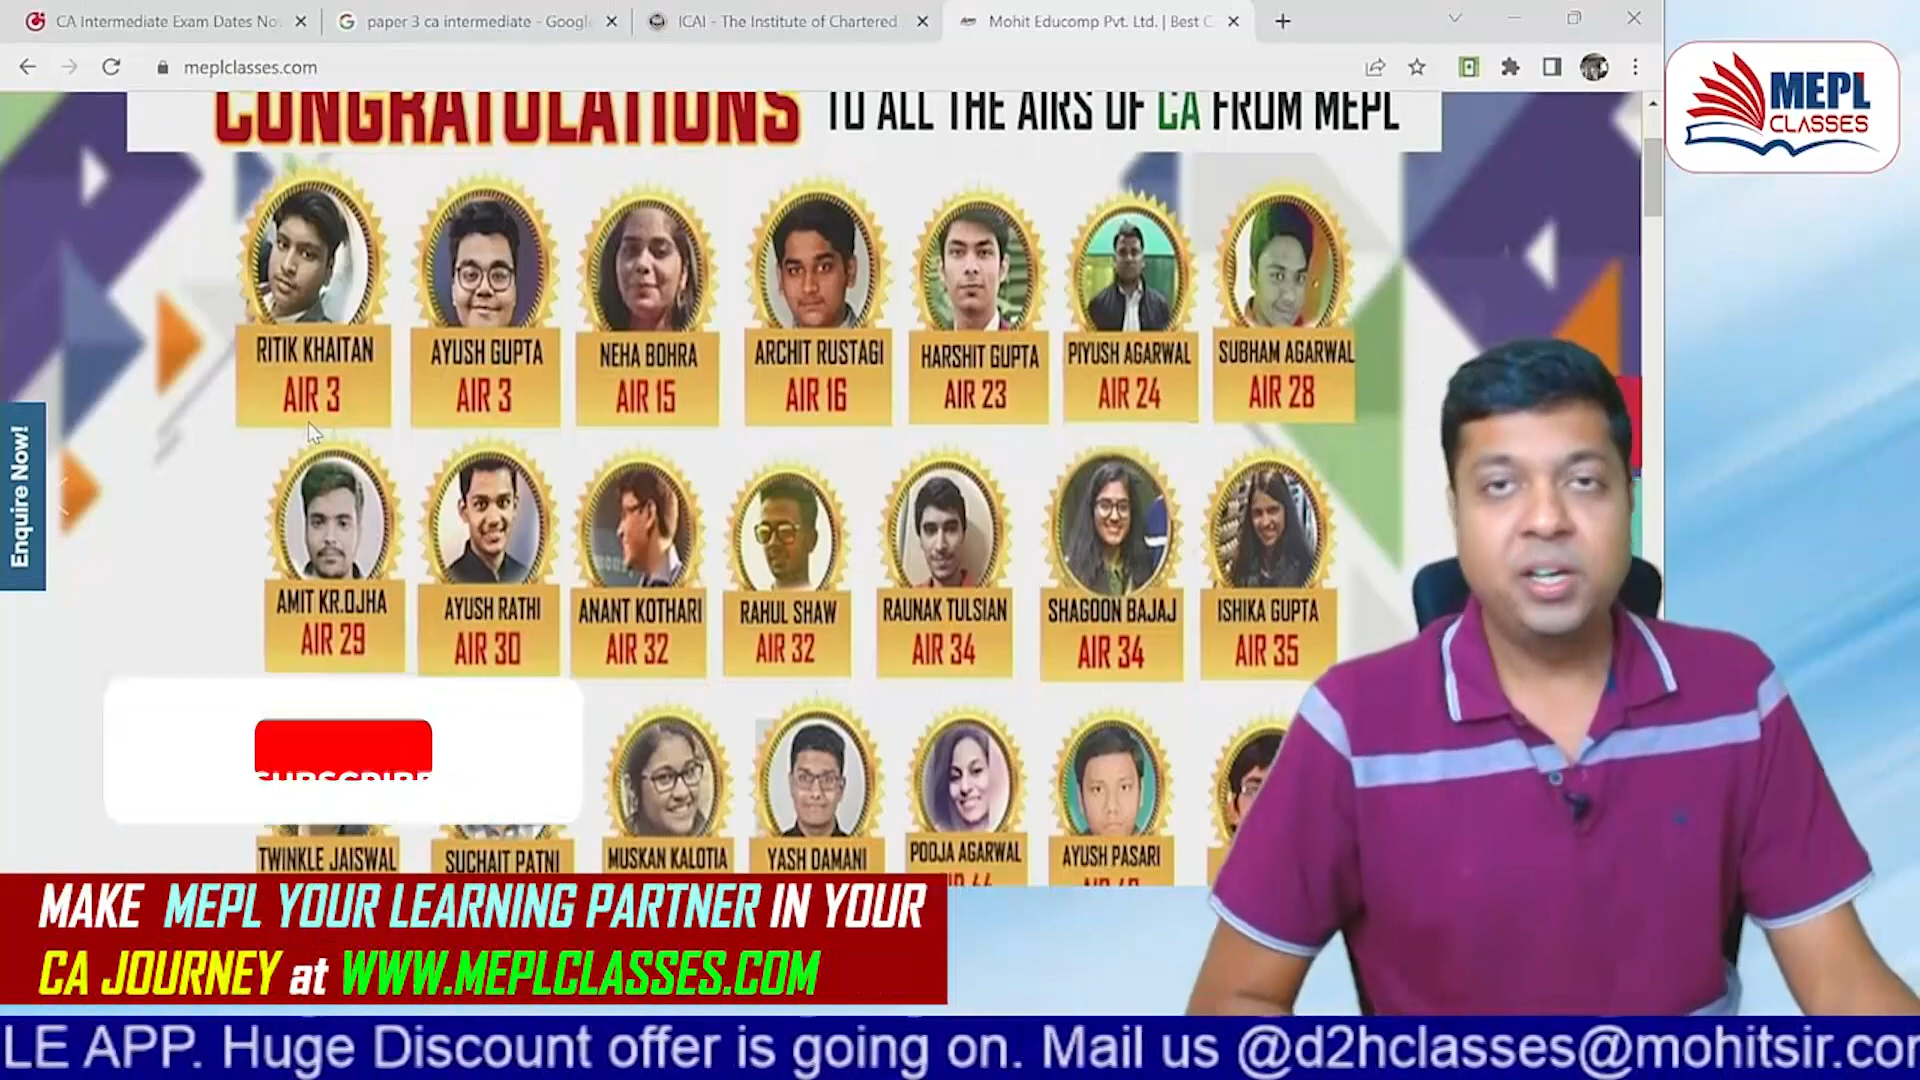 CA Intermediate Exam Dates No
paper 3 ca intermediate - Google
ICAI - The Institute of Chartered
Mohit Educomp Pvt. Ltd. | Best C
meplclasses.com
MEPL
CLASSES
CONGRATULATIONS TO ALL THE AIRS OF CA FROM MEPL
RITIK KHAITAN AYUSH GUPTA NEHA BOHRA ARCHIT RUSTAGI HARSHIT GUPTA PIYUSH AGARWAL SUBHAM AGARWAL
AIR 3 AIR 3 AIR 15 AIR 16 AIR 23 AIR 24 AIR 28
Enquire Now!
AMIT KR.OJHA AYUSH RATHI ANANT KOTHARI RAHUL SHAW RAUNAK TULSIAN SHAGOON BAJAJ ISHIKA GUPTA
AIR 29 AIR 30 AIR 32 AIR 32 AIR 34 AIR 34 AIR 35
SUBSCRIBE
TWINKLE JAISWAL SUCHAIT PATNI MUSKAN KALOTIA YASH DAMANI POOJA AGARWAL AYUSH PASARI
MAKE MEPL YOUR LEARNING PARTNER IN YOUR
CA JOURNEY at WWW.MEPLCLASSES.COM
LE APP. Huge Discount offer is going on. Mail us @d2hclasses@mohitsir.com